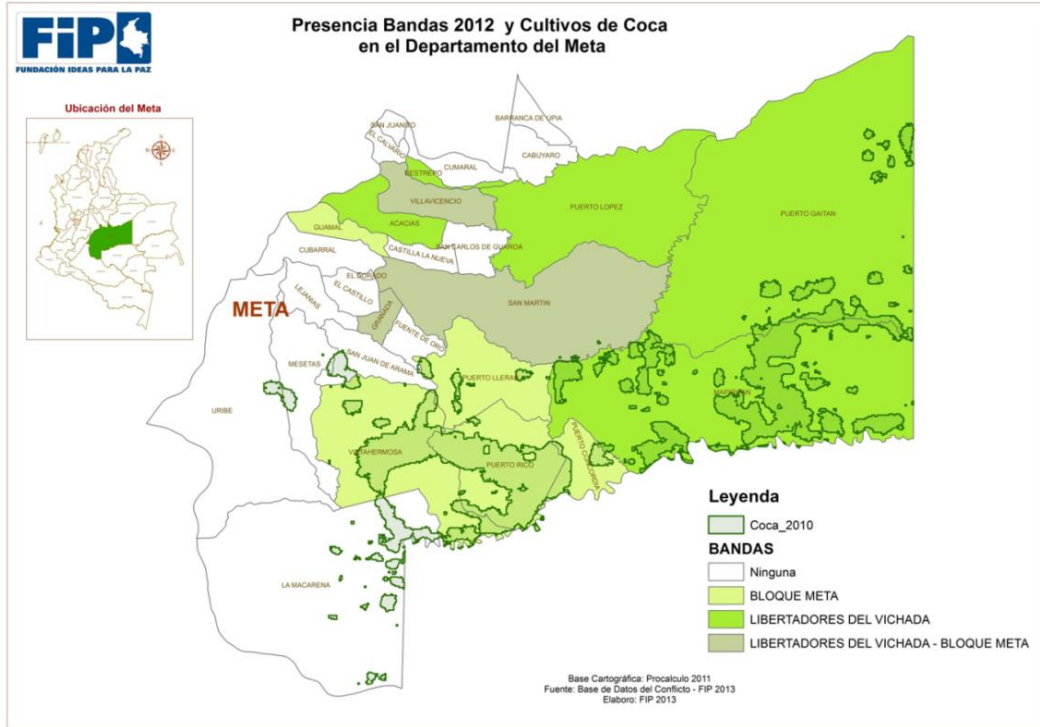 FiP
FUNDACIÓN IDEAS PARA LA PAZ
Presencia Bandas 2012 y Cultivos de Coca
en el Departamento del Meta
Ubicación del Meta
SAN JUANITO
EL CALVARIO
BARRANCA DE UPIA
CUMARAL
CABUYARO
RESTREPO
VILLAVICENCIO
PUERTO LOPEZ
PUERTO GAITAN
ACACIAS
GUAMAL
SAN CARLOS DE GUAROA
CUBARRAL
CASTILLA LA NUEVA
EL DORADO
EL CASTILLO
LEJANIAS
META
SAN MARTIN
GRANADA
FUENTE DE ORO
MESETAS
SAN JUAN DE ARAMA
PUERTO LLERAS
MAPIRIPAN
URIBE
VISTAHERMOSA
PUERTO RICO
PUERTO CONCORDIA
LA MACARENA
Leyenda
Coca_2010
BANDAS
Ninguna
BLOQUE META
LIBERTADORES DEL VICHADA
LIBERTADORES DEL VICHADA - BLOQUE META
Base Cartográfica: Procalculo 2011
Fuente: Base de Datos del Conflicto - FIP 2013
Elaboro: FIP 2013